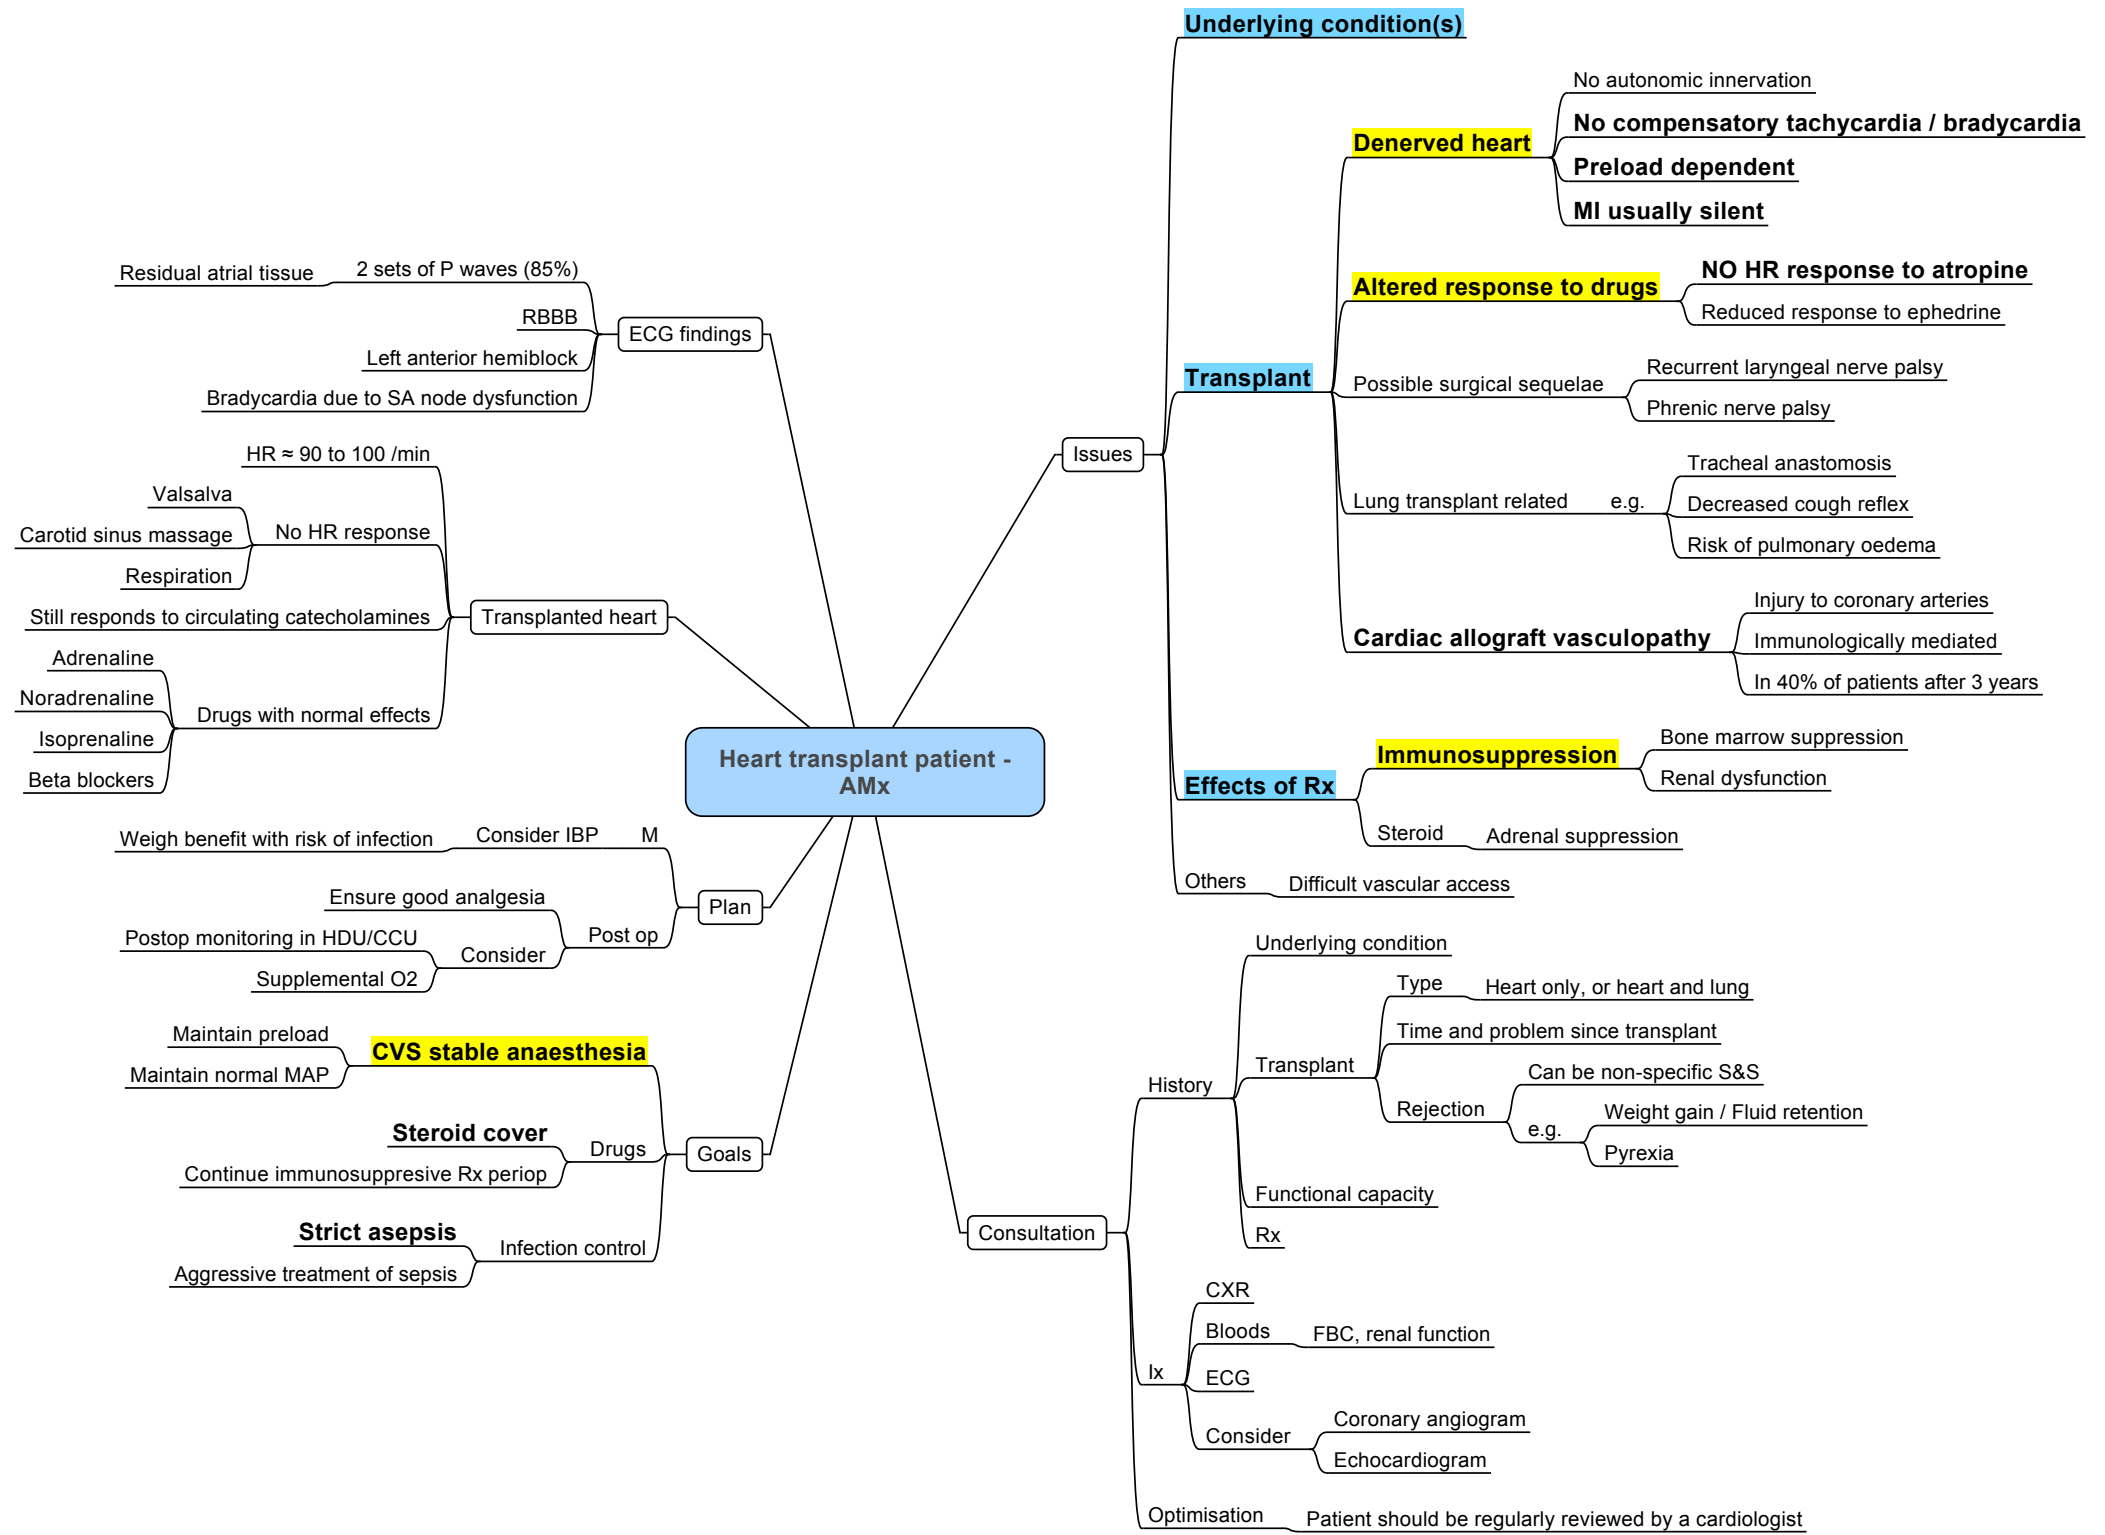 Heart transplant patient -
AMx
Issues
Underlying condition(s)
Transplant
Denerved heart
No autonomic innervation
No compensatory tachycardia / bradycardia
Preload dependent
MI usually silent
Altered response to drugs
NO HR response to atropine
Reduced response to ephedrine
Possible surgical sequelae
Recurrent laryngeal nerve palsy
Phrenic nerve palsy
Lung transplant related
e.g.
Tracheal anastomosis
Decreased cough reflex
Risk of pulmonary oedema
Cardiac allograft vasculopathy
Injury to coronary arteries
Immunologically mediated
In 40% of patients after 3 years
Effects of Rx
Immunosuppression
Bone marrow suppression
Renal dysfunction
Steroid
Adrenal suppression
Others
Difficult vascular access
Consultation
History
Underlying condition
Transplant
Type
Heart only, or heart and lung
Time and problem since transplant
Rejection
Can be non-specific S&S
e.g.
Weight gain / Fluid retention
Pyrexia
Functional capacity
Rx
Ix
CXR
Bloods
FBC, renal function
ECG
Consider
Coronary angiogram
Echocardiogram
Optimisation
Patient should be regularly reviewed by a cardiologist
ECG findings
2 sets of P waves (85%)
Residual atrial tissue
RBBB
Left anterior hemiblock
Bradycardia due to SA node dysfunction
Transplanted heart
HR ≈ 90 to 100 /min
No HR response
Valsalva
Carotid sinus massage
Respiration
Still responds to circulating catecholamines
Drugs with normal effects
Adrenaline
Noradrenaline
Isoprenaline
Beta blockers
Plan
M
Consider IBP
Weigh benefit with risk of infection
Post op
Ensure good analgesia
Consider
Postop monitoring in HDU/CCU
Supplemental O2
Goals
CVS stable anaesthesia
Maintain preload
Maintain normal MAP
Drugs
Steroid cover
Continue immunosuppresive Rx periop
Infection control
Strict asepsis
Aggressive treatment of sepsis